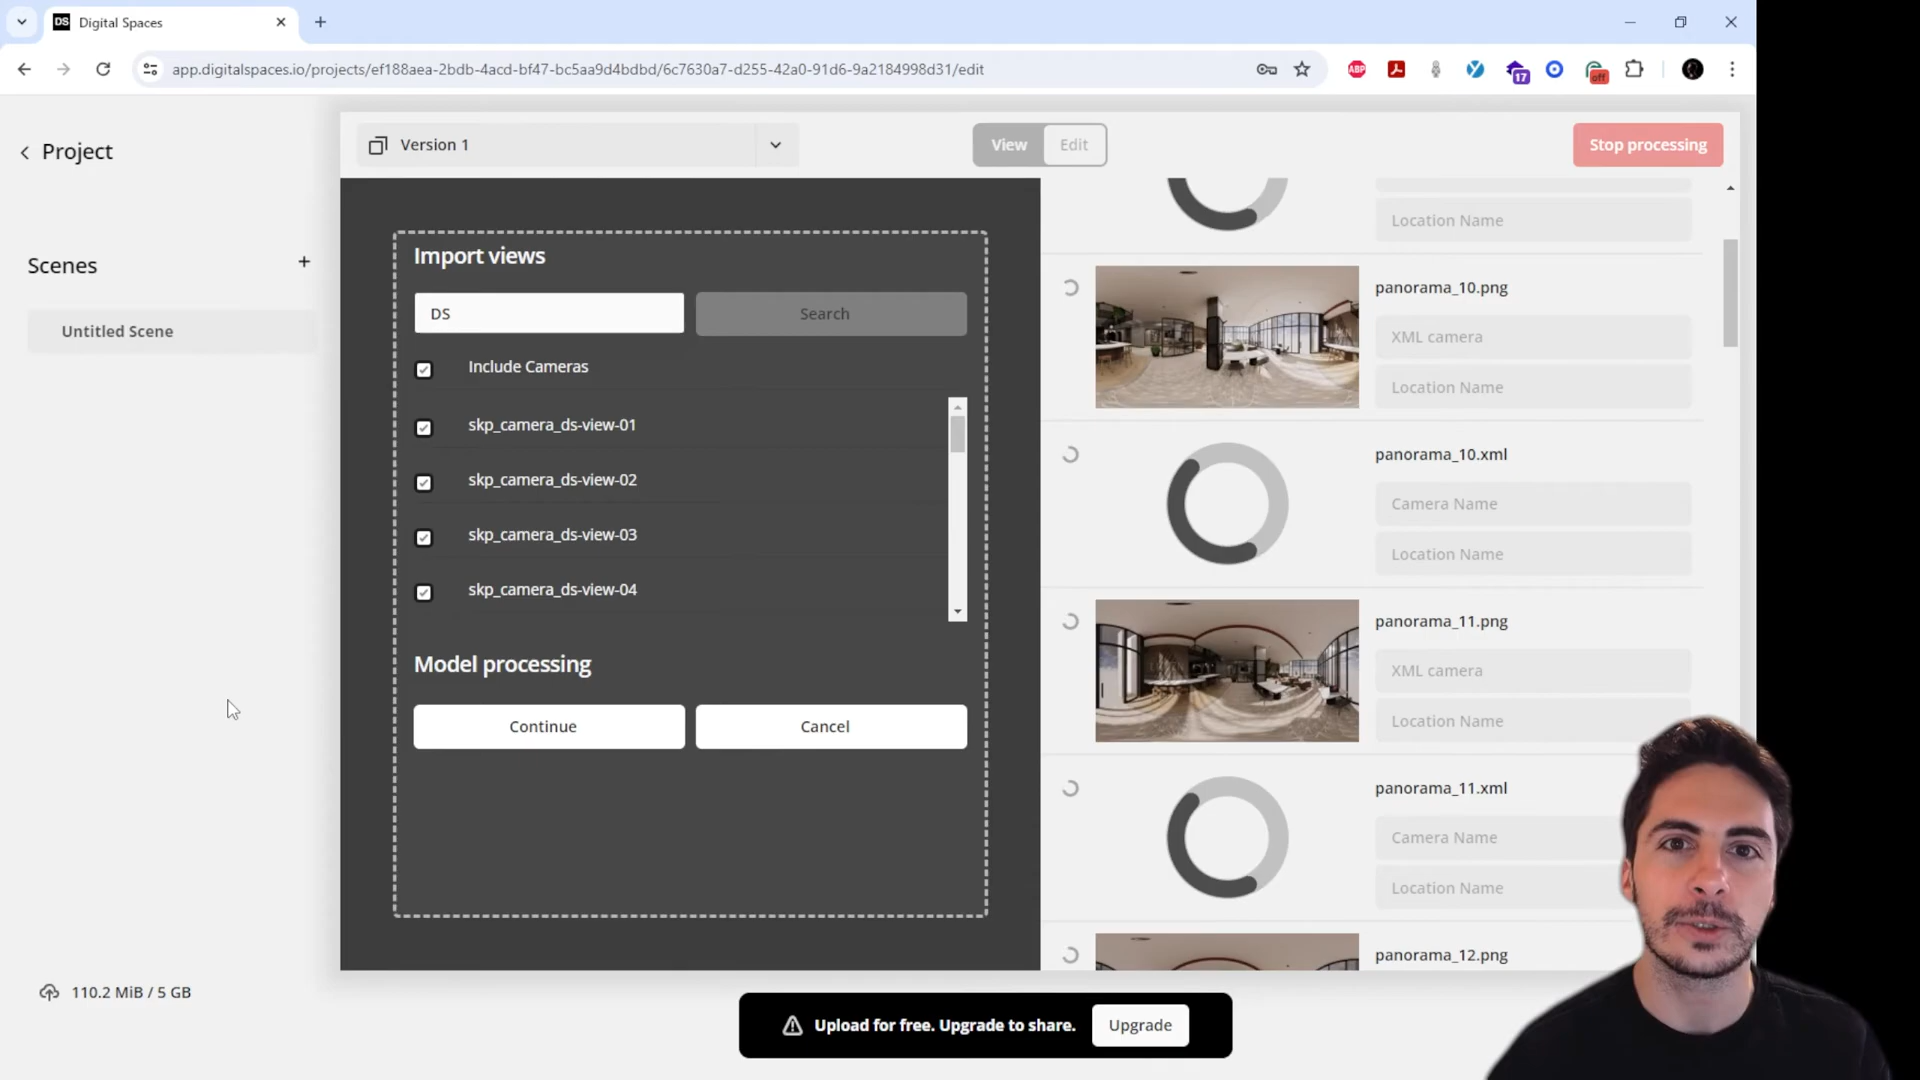 DS Digital Spaces
app.digitalspaces.io/projects/ef188aea-2bdb-4acd-bf47-bc5aa9d4bdbd/6c7630a7-d255-42a0-91d6-9a2184998d31/edit
ABP
17
off
Project
Version 1
View
Edit
Stop processing
Scenes
Untitled Scene
Import views
DS
Search
Include Cameras
skp_camera_ds-view-01
skp_camera_ds-view-02
skp_camera_ds-view-03
skp_camera_ds-view-04
Model processing
Continue
Cancel
Location Name
panorama_10.png
XML camera
Location Name
panorama_10.xml
Camera Name
Location Name
panorama_11.png
XML camera
Location Name
panorama_11.xml
Camera Name
Location Name
panorama_12.png
110.2 MiB / 5 GB
Upload for free. Upgrade to share.
Upgrade